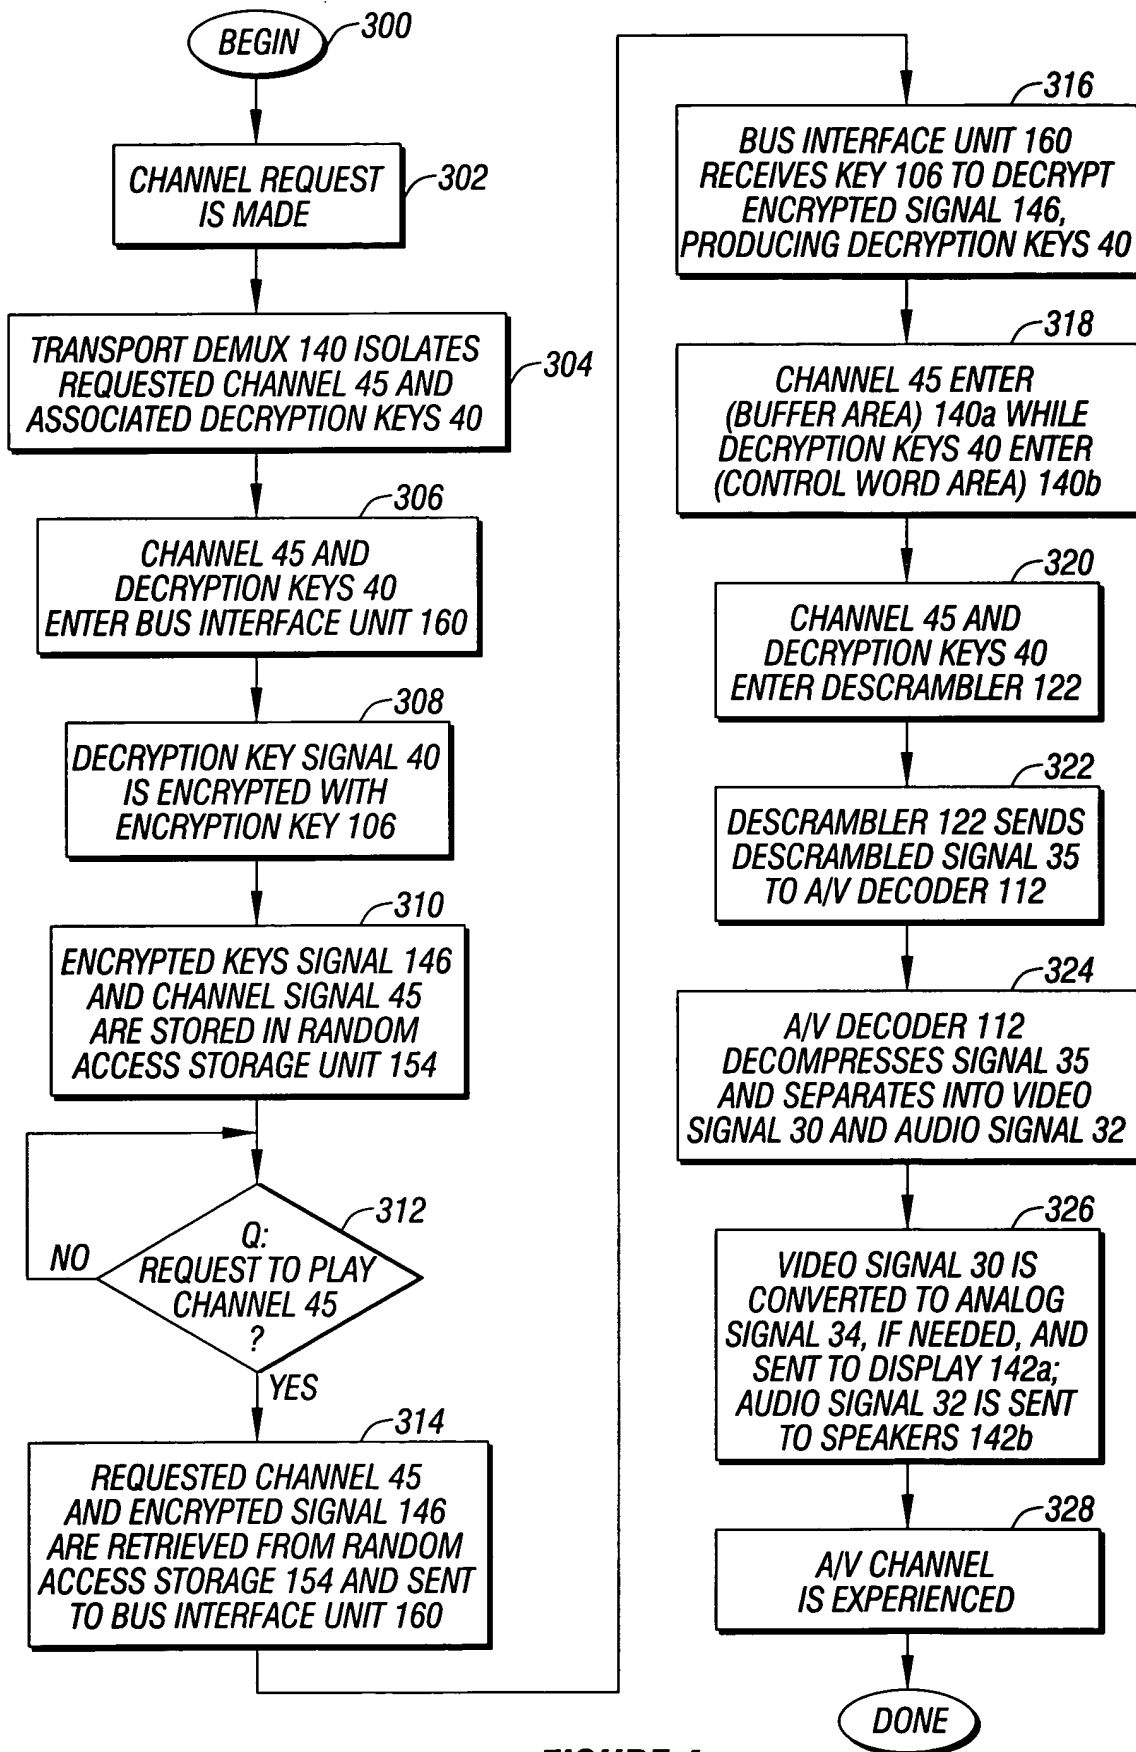 BEGIN
300
CHANNEL REQUEST
IS MADE
302
TRANSPORT DEMUX 140 ISOLATES
REQUESTED CHANNEL 45 AND
ASSOCIATED DECRYPTION KEYS 40
304
306
CHANNEL 45 AND
DECRYPTION KEYS 40
ENTER BUS INTERFACE UNIT 160
308
DECRYPTION KEY SIGNAL 40
IS ENCRYPTED WITH
ENCRYPTION KEY 106
310
ENCRYPTED KEYS SIGNAL 146
AND CHANNEL SIGNAL 45
ARE STORED IN RANDOM
ACCESS STORAGE UNIT 154
312
Q:
REQUEST TO PLAY
CHANNEL 45
?
NO
YES
314
REQUESTED CHANNEL 45
AND ENCRYPTED SIGNAL 146
ARE RETRIEVED FROM RANDOM
ACCESS STORAGE 154 AND SENT
TO BUS INTERFACE UNIT 160
316
BUS INTERFACE UNIT 160
RECEIVES KEY 106 TO DECRYPT
ENCRYPTED SIGNAL 146,
PRODUCING DECRYPTION KEYS 40
318
CHANNEL 45 ENTER
(BUFFER AREA) 140a WHILE
DECRYPTION KEYS 40 ENTER
(CONTROL WORD AREA) 140b
320
CHANNEL 45 AND
DECRYPTION KEYS 40
ENTER DESCRAMBLER 122
322
DESCRAMBLER 122 SENDS
DESCRAMBLED SIGNAL 35
TO A/V DECODER 112
324
A/V DECODER 112
DECOMPRESSES SIGNAL 35
AND SEPARATES INTO VIDEO
SIGNAL 30 AND AUDIO SIGNAL 32
326
VIDEO SIGNAL 30 IS
CONVERTED TO ANALOG
SIGNAL 34, IF NEEDED, AND
SENT TO DISPLAY 142a;
AUDIO SIGNAL 32 IS SENT
TO SPEAKERS 142b
328
A/V CHANNEL
IS EXPERIENCED
DONE